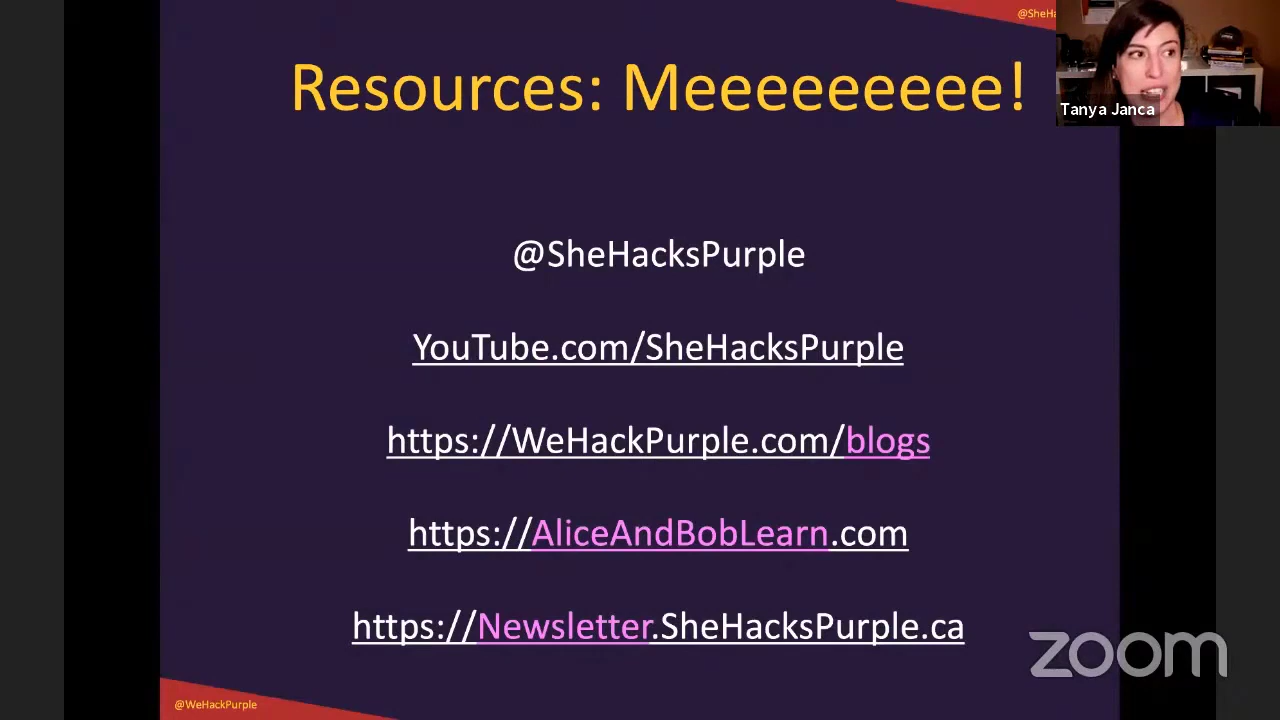 @SheHa
Resources: Meeeeeeeee!
Tanya Janca
@SheHacksPurple
YouTube.com/SheHacksPurple
https://WeHackPurple.com/blogs
https://AliceAndBobLearn.com
https://Newsletter.SheHacksPurple.ca
zoom
@WeHackPurple